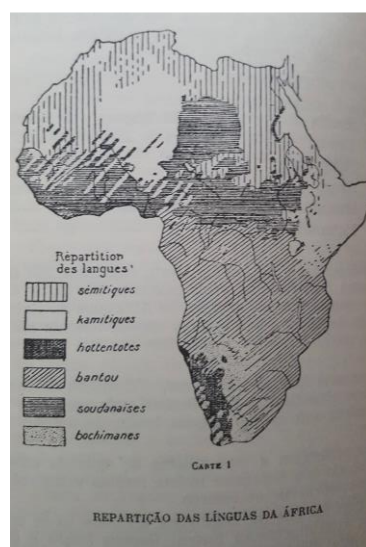 Répartition
des langues
sémitiques
kamitiques
hottentotes
bantou
soudanaises
bochimanes
CARTE 1
REPARTIÇÃO DAS LÍNGUAS DA ÁFRICA